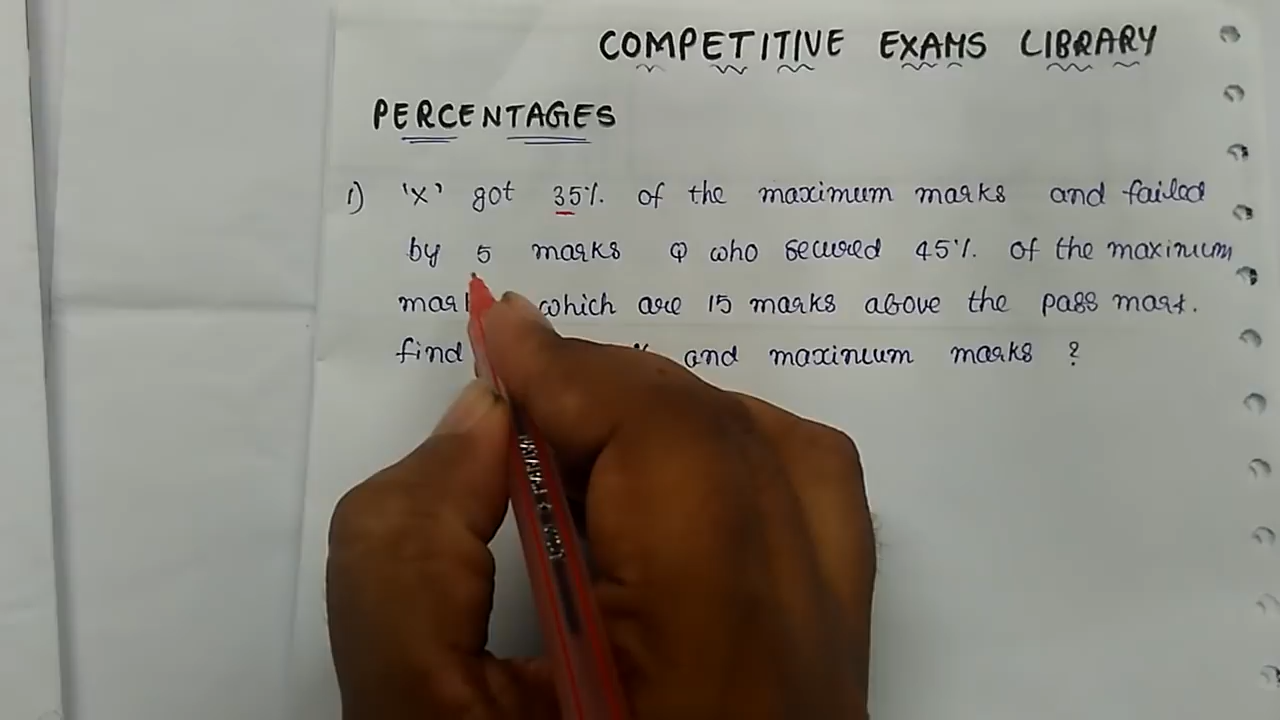 COMPETITIVE EXAMS LIBRARY
PERCENTAGES
1) 'x' got 35% of the maximum marks and failed
by 5 marks Q who secured 45% of the maximum
which are 15 marks above the pass mark.
find and maximum marks ?